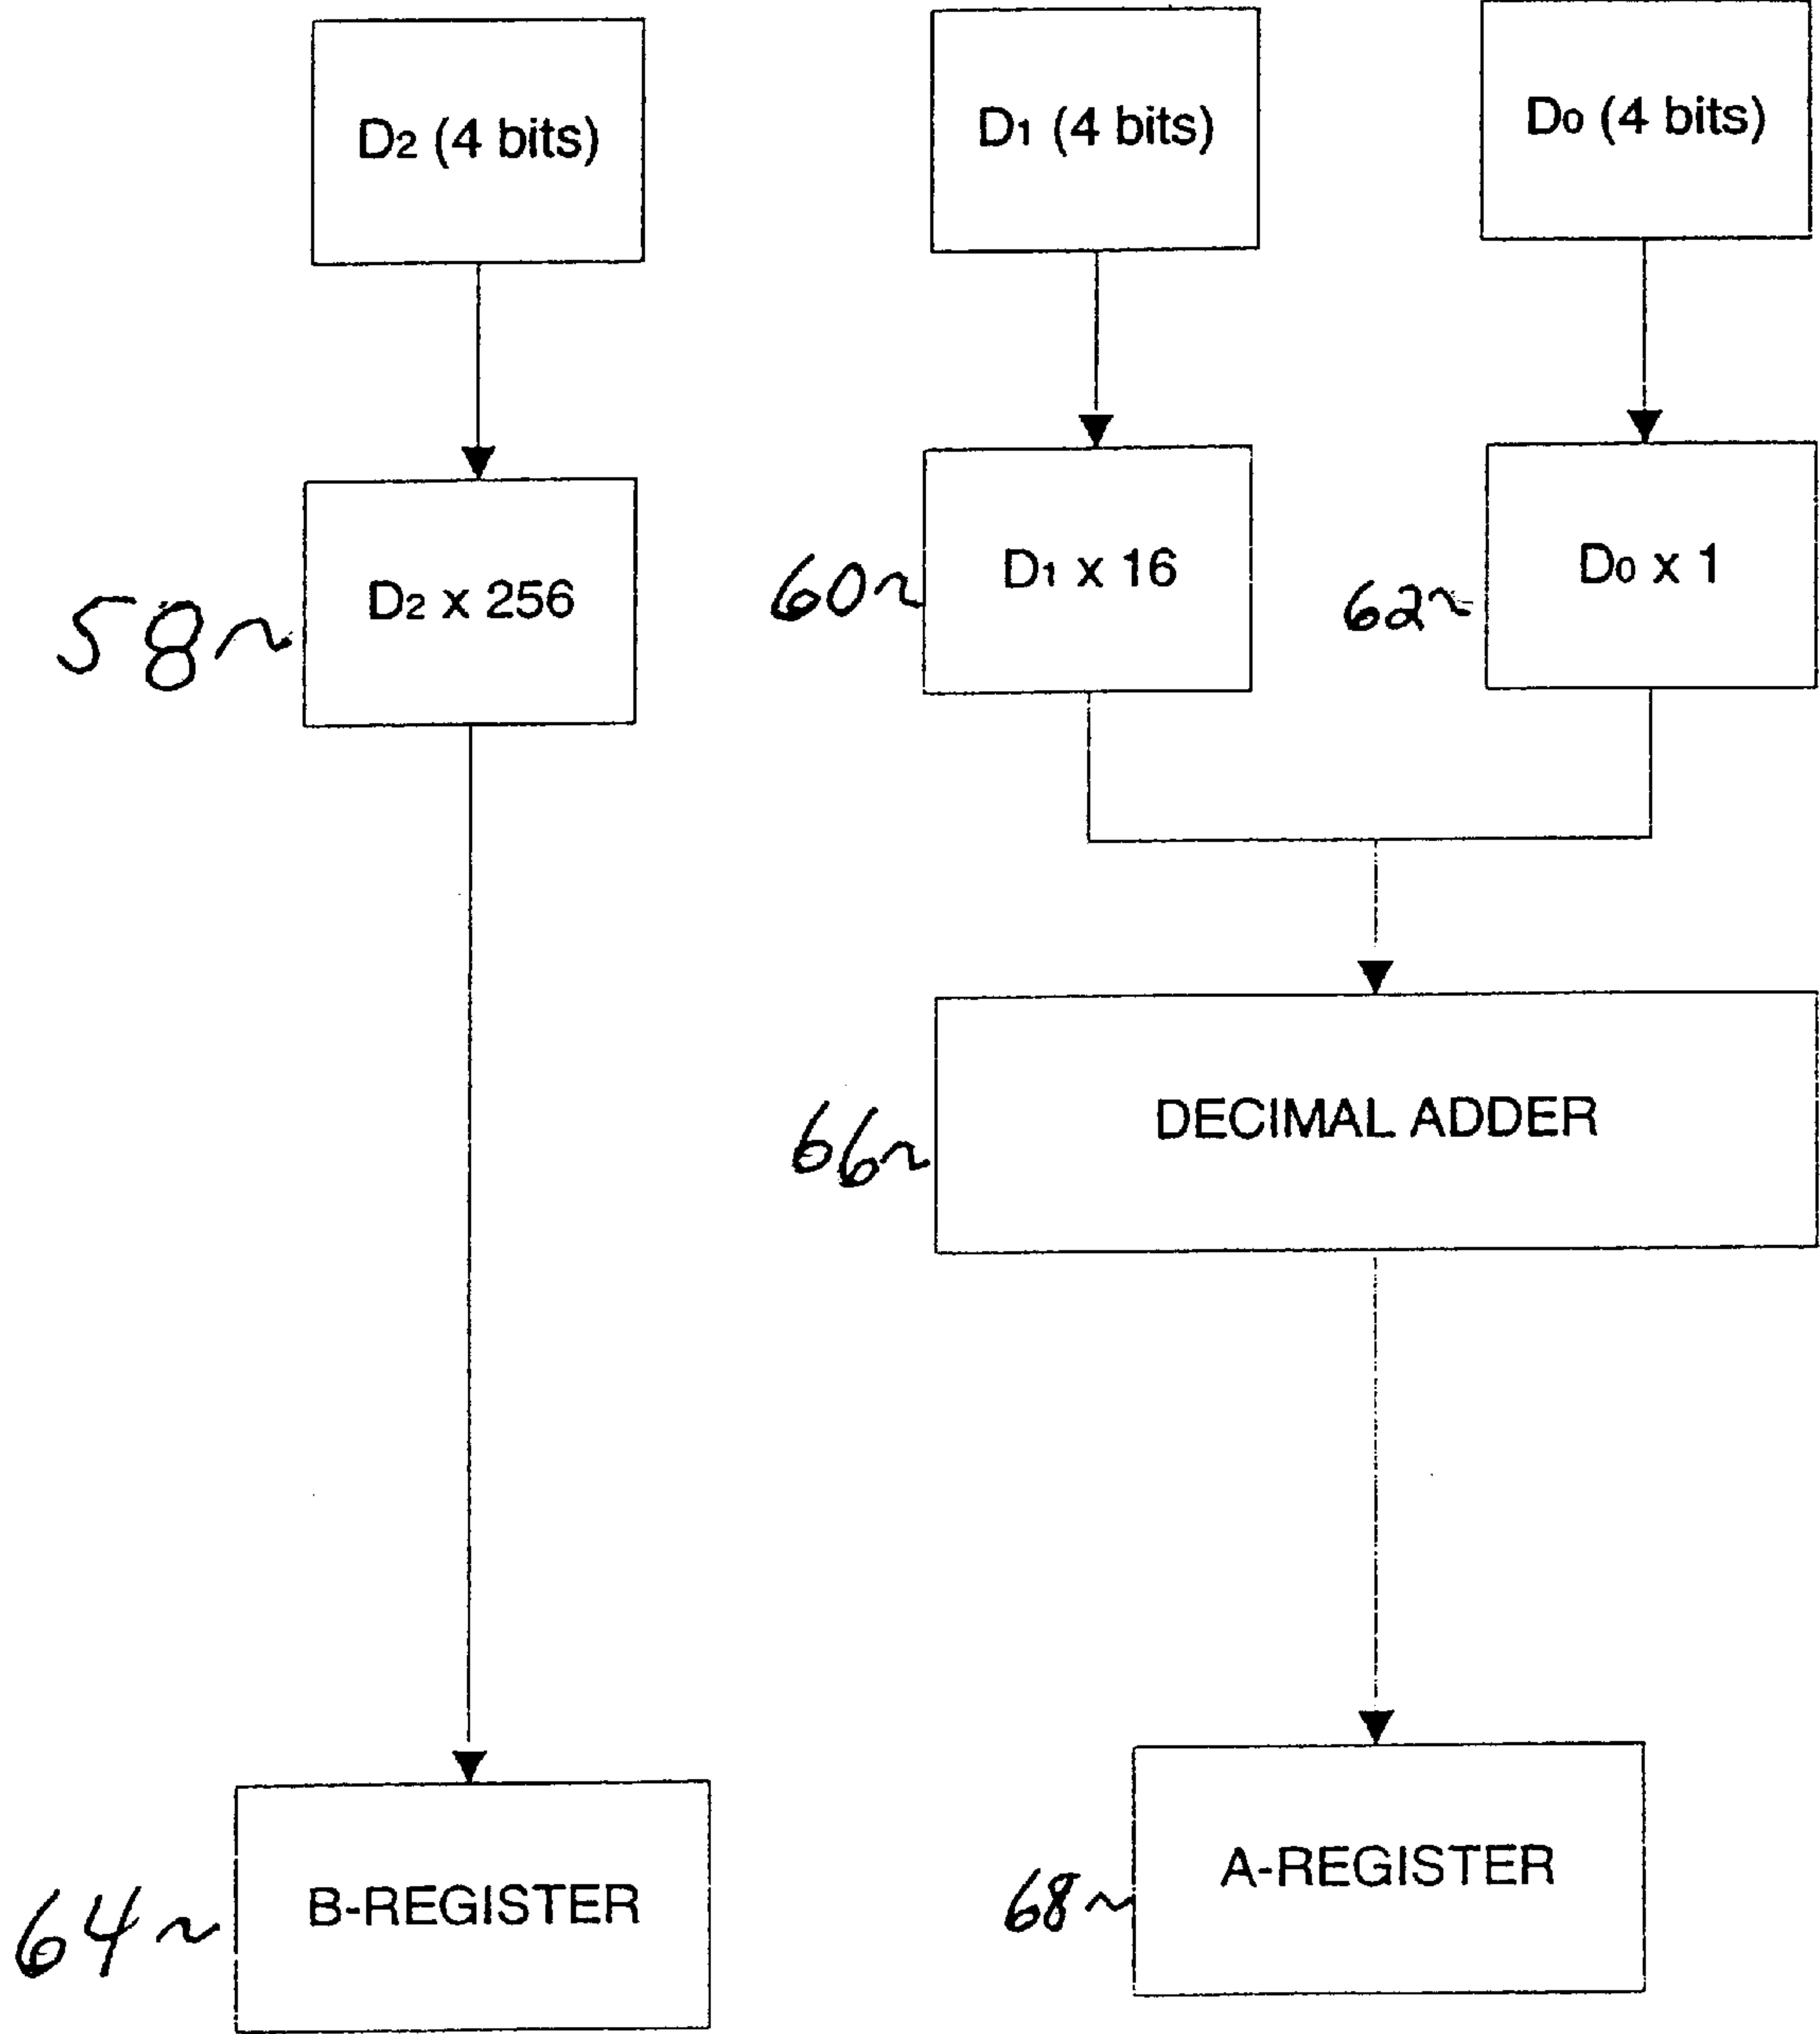 D2 (4 bits)
D1 (4 bits)
D0 (4 bits)
58~
D2 x 256
60~
D1 x 16
62~
D0 x 1
66~
DECIMAL ADDER
64~
B-REGISTER
68~
A-REGISTER